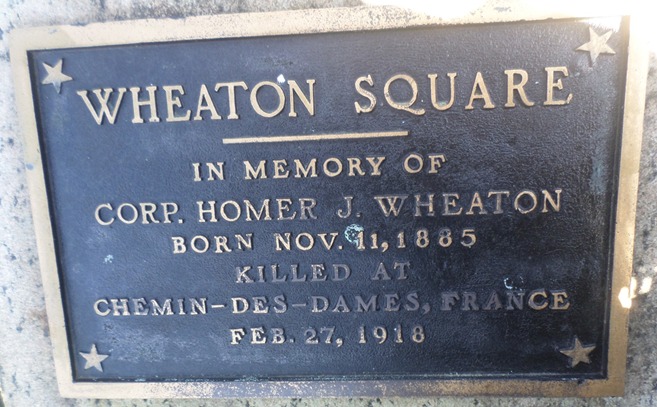 WHEATON SQUARE
IN MEMORY OF
CORP. HOMER J. WHEATON
BORN NOV. 11, 1885
KILLED AT
CHEMIN-DES-DAMES, FRANCE
FEB. 27, 1918